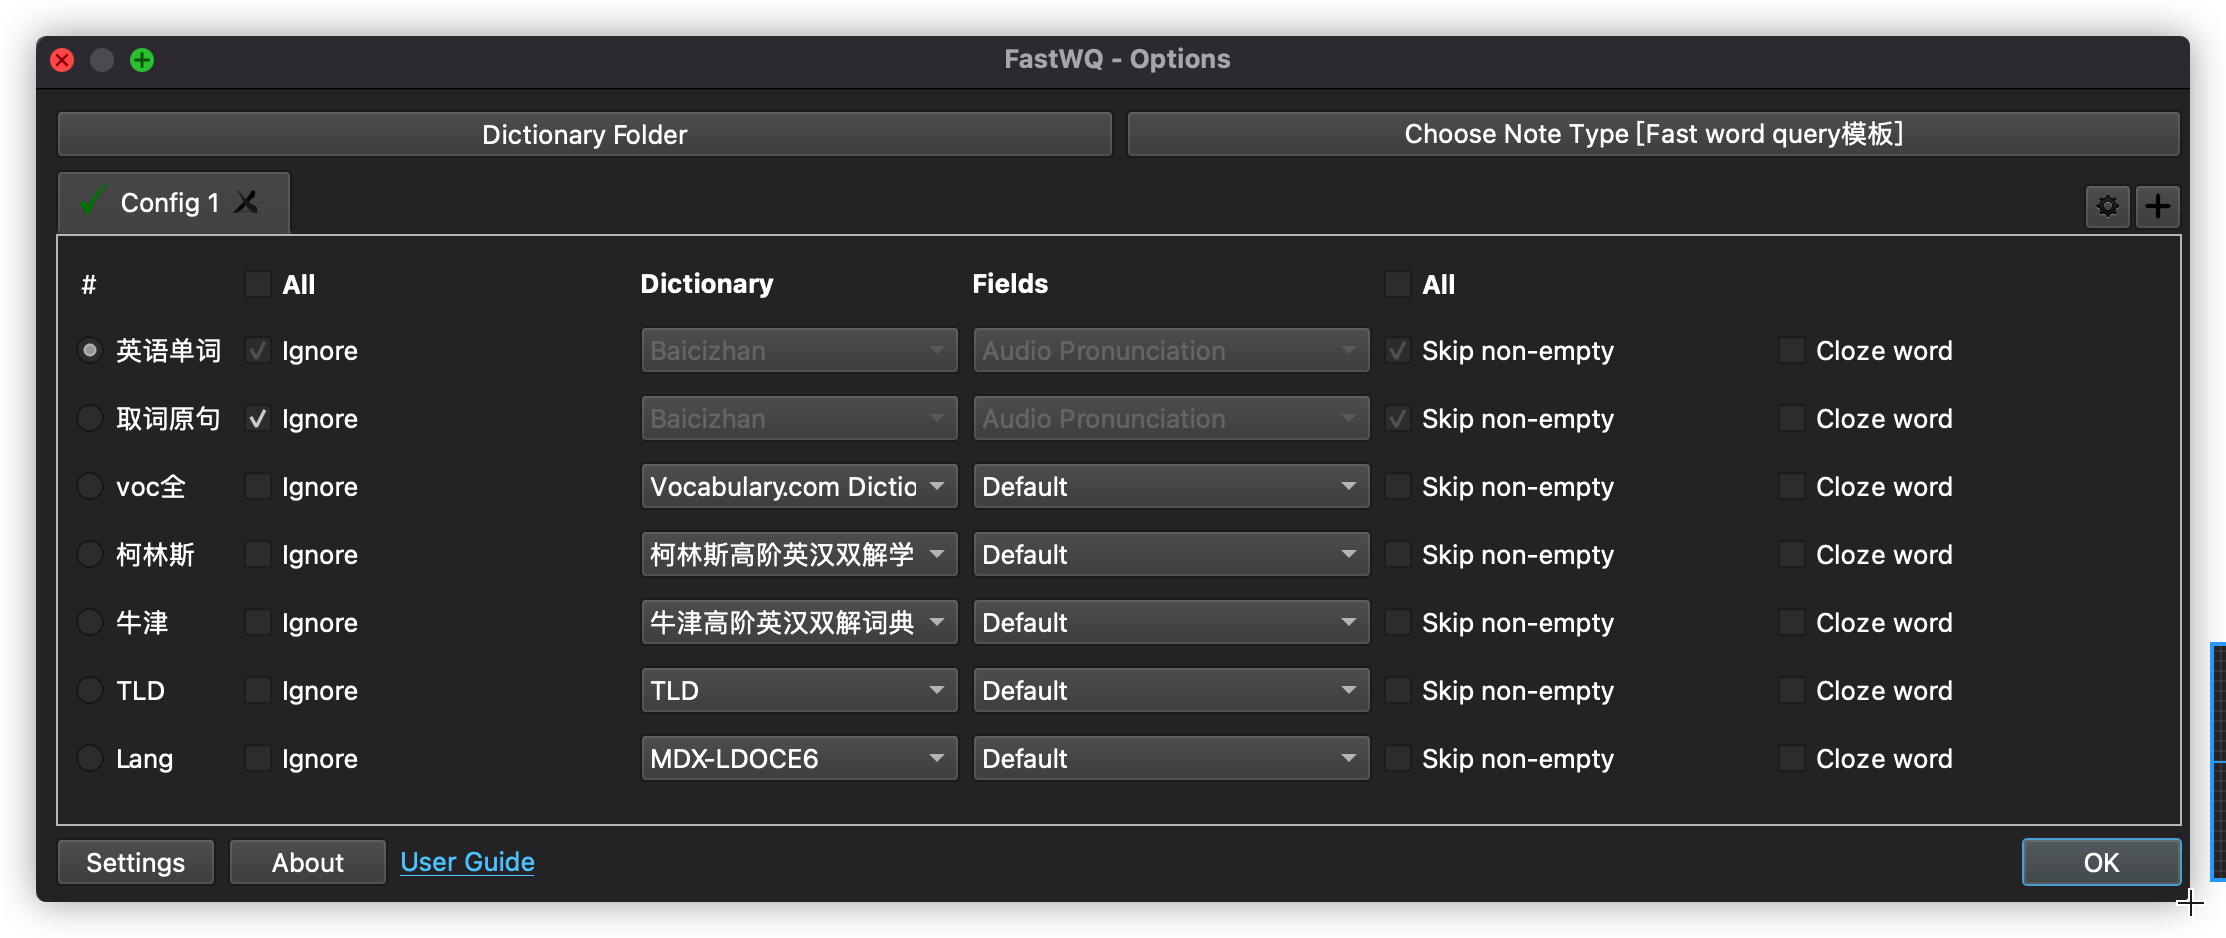 FastWQ - Options
Dictionary Folder
Choose Note Type [Fast word query模板]
Config 1
# All Dictionary Fields All
英语单词 Ignore Baicizhan Audio Pronunciation Skip non-empty Cloze word
取词原句 Ignore Baicizhan Audio Pronunciation Skip non-empty Cloze word
voc全 Ignore Vocabulary.com Dictio Default Skip non-empty Cloze word
柯林斯 Ignore 柯林斯高阶英汉双解学 Default Skip non-empty Cloze word
牛津 Ignore 牛津高阶英汉双解词典 Default Skip non-empty Cloze word
TLD Ignore TLD Default Skip non-empty Cloze word
Lang Ignore MDX-LDOCE6 Default Skip non-empty Cloze word
Settings About User Guide OK